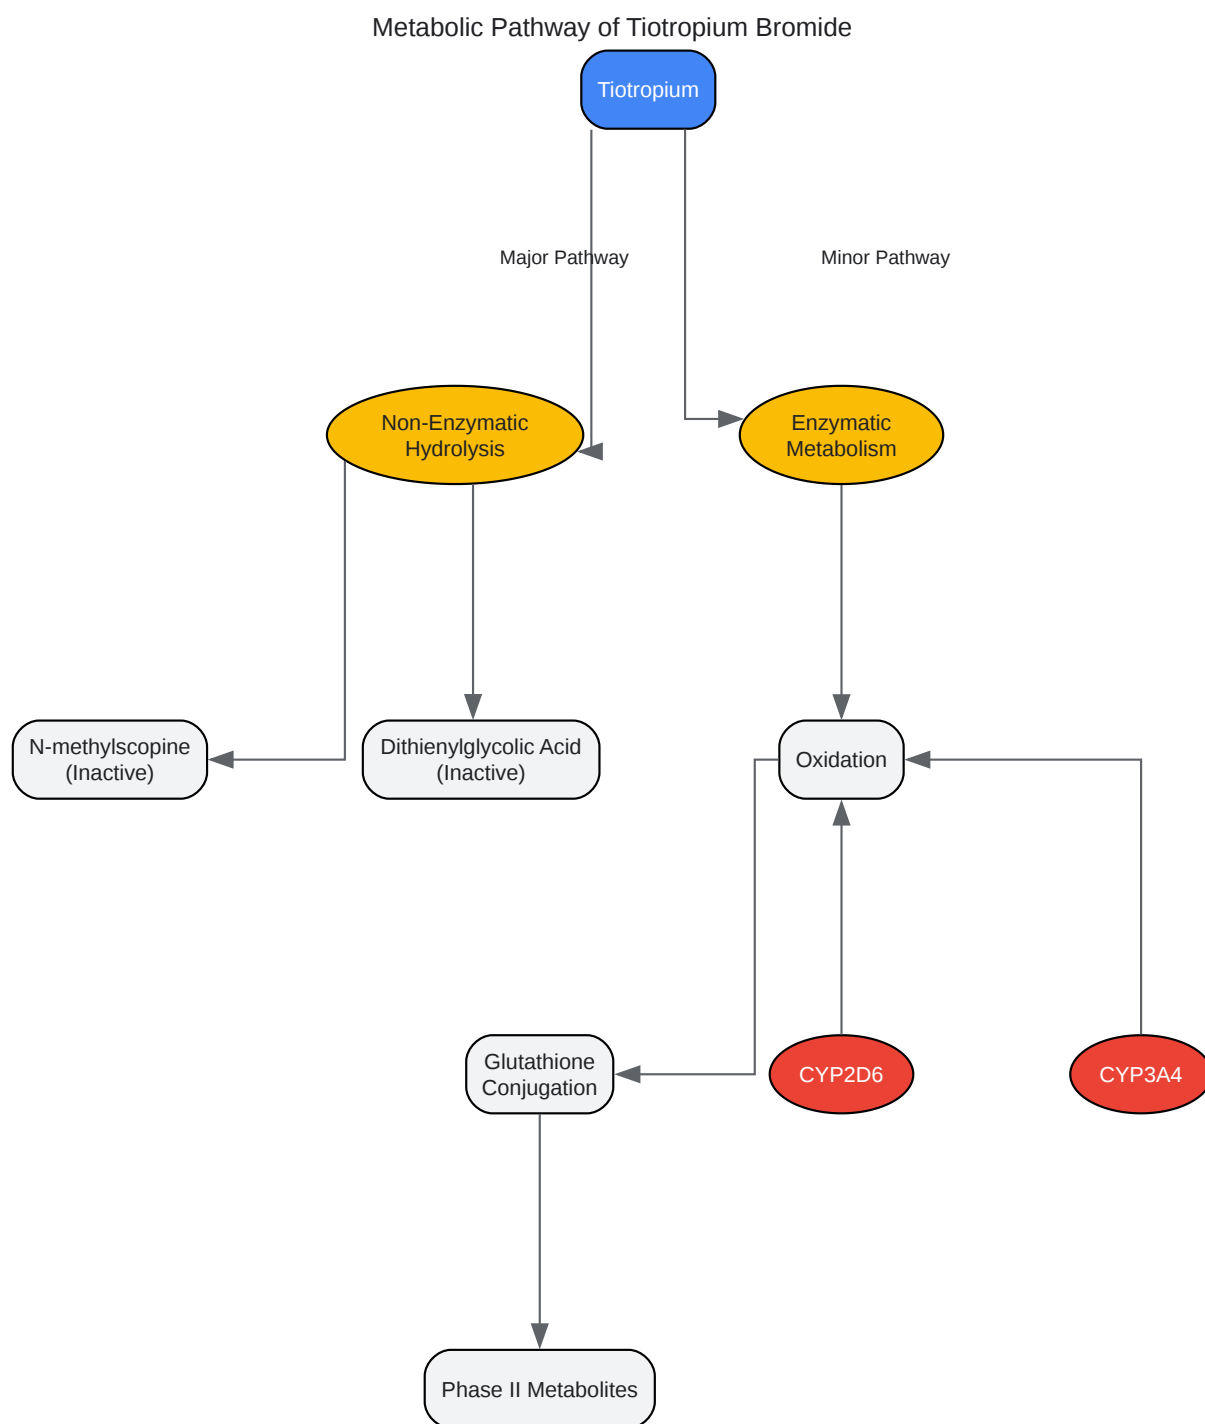 Metabolic Pathway of Tiotropium Bromide
Tiotropium
Major Pathway
Minor Pathway
Non-Enzymatic
Hydrolysis
Enzymatic
Metabolism
N-methylscopine
(Inactive)
Dithienylglycolic Acid
(Inactive)
Oxidation
Glutathione
Conjugation
CYP2D6
CYP3A4
Phase II Metabolites